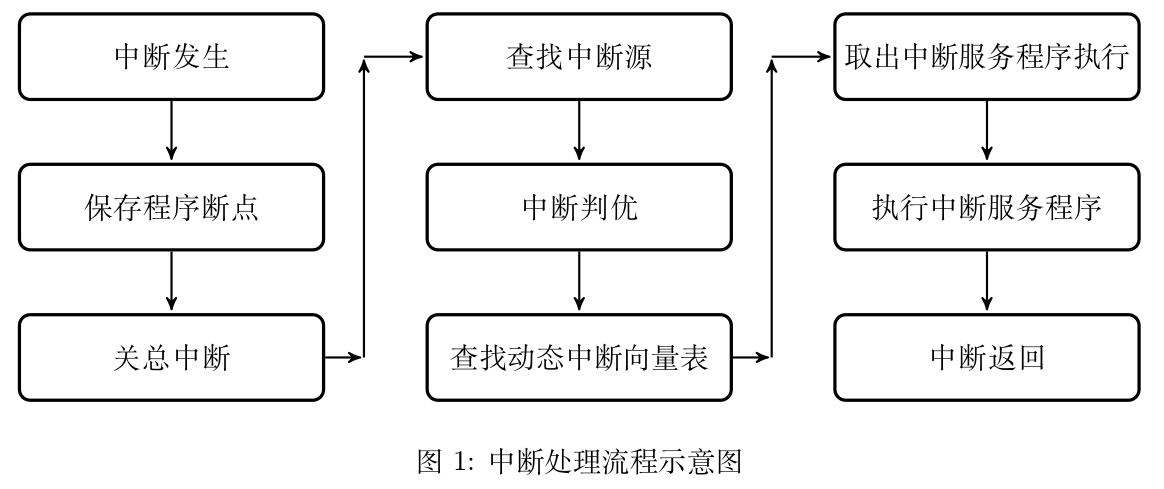 中断发生
保存程序断点
关总中断
查找中断源
中断判优
查找动态中断向量表
取出中断服务程序执行
执行中断服务程序
中断返回
图 1: 中断处理流程示意图